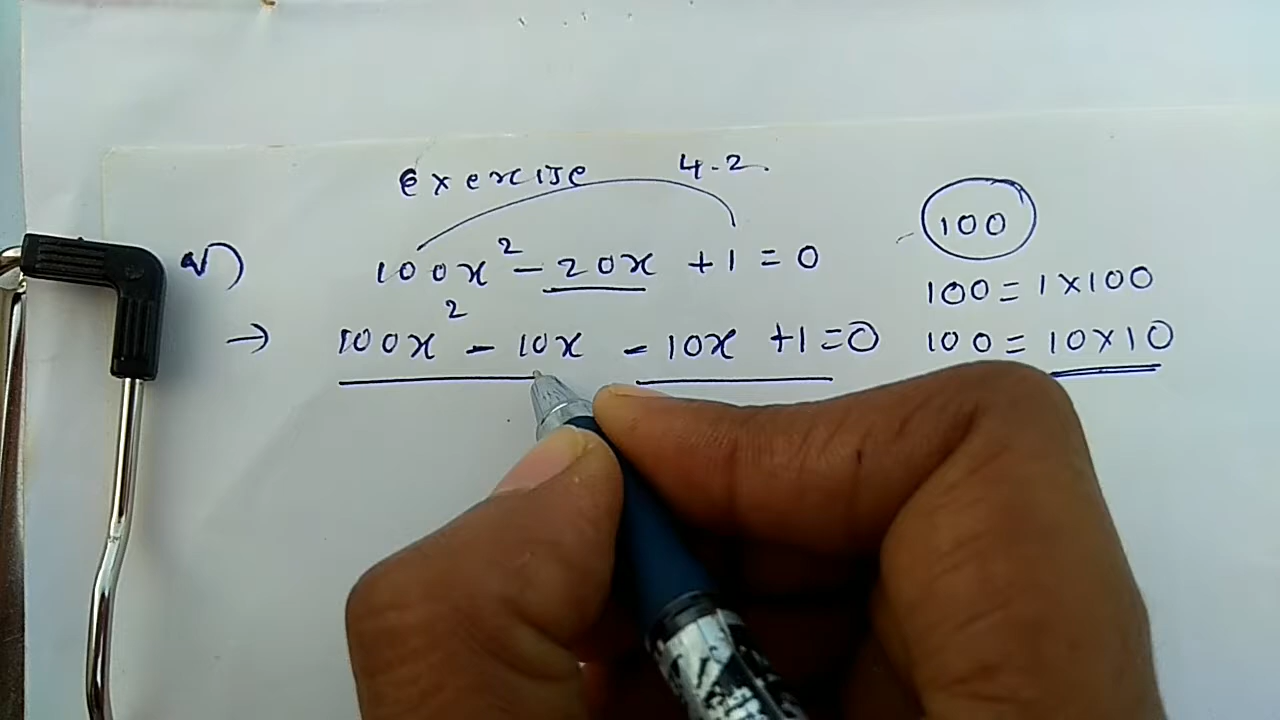 exercise 4.2.
v) 100x² - 20x + 1 = 0
→ 100x² - 10x - 10x + 1 = 0
100
100 = 1 × 100
100 = 10 × 10